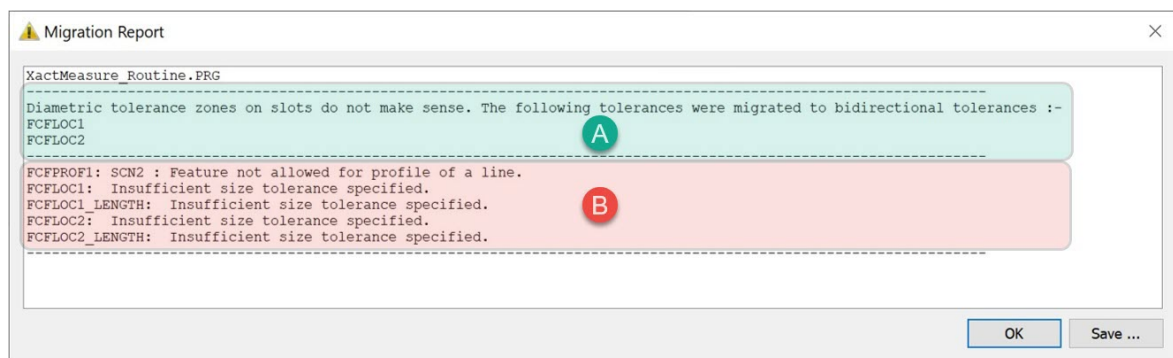 Migration Report
XactMeasure_Routine.PRG
Diametric tolerance zones on slots do not make sense. The following tolerances were migrated to bidirectional tolerances :-
FCFLOC1
FCFLOC2
A
FCFPROF1: SCN2 : Feature not allowed for profile of a line.
FCFLOC1:  Insufficient size tolerance specified.
FCFLOC1_LENGTH:  Insufficient size tolerance specified.
FCFLOC2:  Insufficient size tolerance specified.
FCFLOC2_LENGTH:  Insufficient size tolerance specified.
B
OK
Save ...